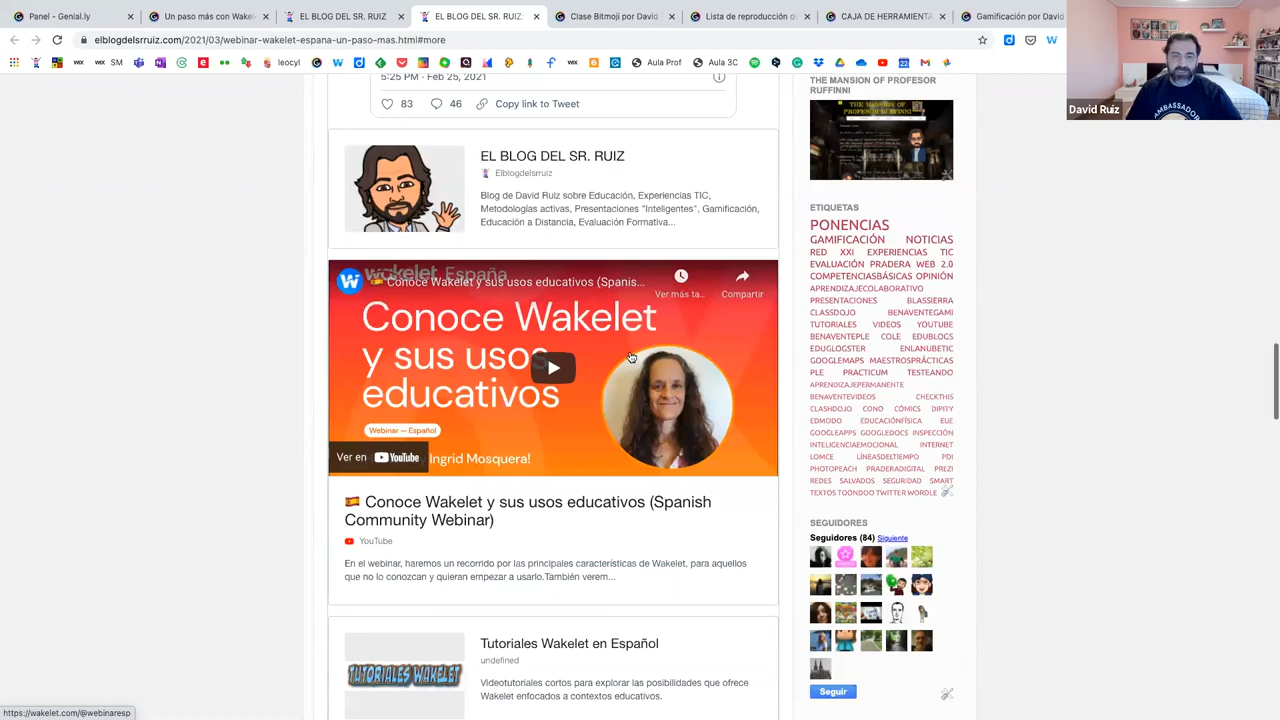 Panel - Genial.ly
Un paso más con Wakel
EL BLOG DEL SR. RUIZ
EL BLOG DEL SR. RUIZ:
Clase Bitmoji por David
Lista de reproducción d
CAJA DE HERRAMIENTA
Gamificación por David
elblogdelsrruiz.com/2021/03/webinar-wakelet-espana-un-paso-mas.html#more
SM
leocyl
Aula Prof
Aula 3C
David Ruiz
5:25 PM · Feb 25, 2021
83
46
Copy link to Tweet
EL BLOG DEL SR. RUIZ
Elblogdelsrruiz
Blog de David Ruiz sobre Educación, Experiencias TIC,
Metodologías activas, Presentaciones "Inteligentes", Gamificación,
Educación a Distancia, Evaluación Formativa...
wakelet España
Conoce Wakelet y sus usos educativos (Spanis...
Ver más ta...
Compartir
Conoce Wakelet
y sus usos
educativos
Webinar — Español
Ver en YouTube
y Ingrid Mosquera!
Conoce Wakelet y sus usos educativos (Spanish
Community Webinar)
YouTube
En el webinar, haremos un recorrido por las principales características de Wakelet, para aquellos
que no lo conozcan y quieran empezar a usarlo.También verem...
TUTORIALES WAKELET
Tutoriales Wakelet en Español
undefined
Videotutoriales cortos para explorar las posibilidades que ofrece
Wakelet enfocados a contextos educativos.
THE MANSION OF PROFESOR
RUFFINNI
THE MANSION OF
PROFESOR RUFFINNI
ETIQUETAS
PONENCIAS
GAMIFICACIÓN NOTICIAS
RED XXI EXPERIENCIAS TIC
EVALUACIÓN PRADERA WEB 2.0
COMPETENCIASBÁSICAS OPINIÓN
APRENDIZAJECOLABORATIVO
PRESENTACIONES BLASSIERRA
CLASSDOJO BENAVENTEGAMI
TUTORIALES VIDEOS YOUTUBE
BENAVENTEPLE COLE EDUBLOGS
EDUGLOGSTER ENLANUBETIC
GOOGLEMAPS MAESTROSPRÁCTICAS
PLE PRACTICUM TESTEANDO
APRENDIZAJEPERMANENTE
BENAVENTEVIDEOS CHECKTHIS
CLASHDOJO CONO CÓMICS DIPITY
EDMODO EDUCACIÓNFÍSICA EUE
GOOGLEAPPS GOOGLEDOCS INSPECCIÓN
INTELIGENCIAEMOCIONAL INTERNET
LOMCE LÍNEASDELTIEMPO PDI
PHOTOPEACH PRADERADIGITAL PREZI
REDES SALVADOS SEGURIDAD SMART
TEXTOS TOONDOO TWITTER WORDLE
SEGUIDORES
Seguidores (84) Siguiente
Seguir
https://wakelet.com/@webinaresp